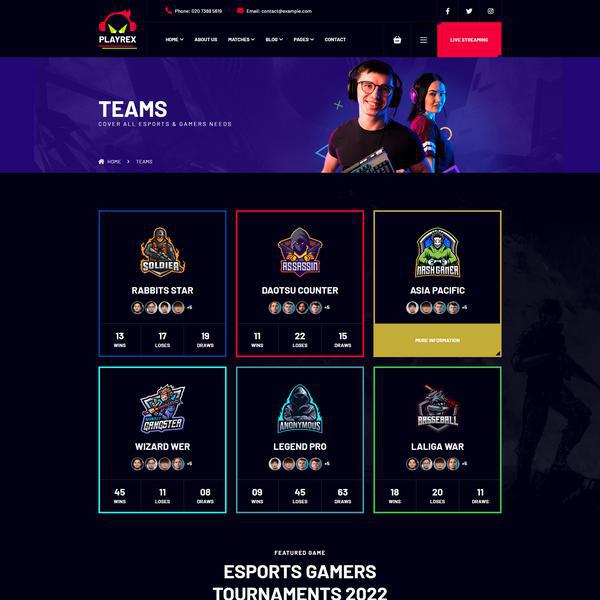 Phone: 020 7388 5619 Email: contact@example.com
PLAYREX
HOME ABOUT US MATCHES BLOG PAGES CONTACT
LIVE STREAMING
TEAMS
COVER ALL ESPORTS & GAMERS NEEDS
HOME > TEAMS
SOLDIER
ASSASSIN
MASK GAMER
RABBITS STAR
DAOTSU COUNTER
ASIA PACIFIC
+6
+6
+6
13 17 19
WINS LOSES DRAWS
11 22 15
WINS LOSES DRAWS
MORE INFORMATION
GANGSTER
ANONYMOUS
BASSEBALL
WIZARD WER
LEGEND PRO
LALIGA WAR
+6
+6
+6
45 11 08
WINS LOSES DRAWS
09 45 63
WINS LOSES DRAWS
18 20 11
WINS LOSES DRAWS
FEATURED GAME
ESPORTS GAMERS
TOURNAMENTS 2022